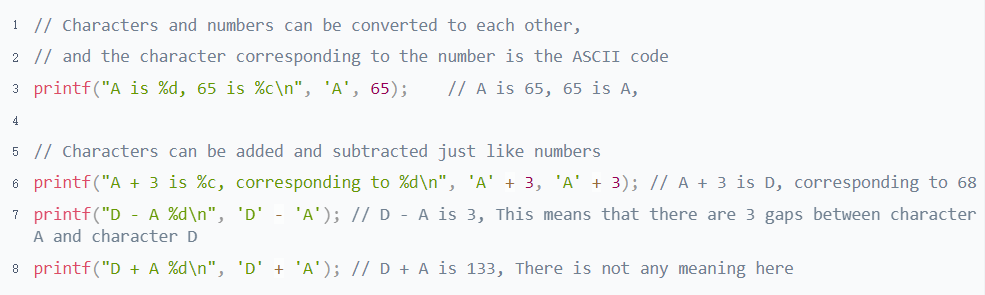 1 // Characters and numbers can be converted to each other,
2 // and the character corresponding to the number is the ASCII code
3 printf("A is %d, 65 is %c\n", 'A', 65);    // A is 65, 65 is A,
4
5 // Characters can be added and subtracted just like numbers
6 printf("A + 3 is %c, corresponding to %d\n", 'A' + 3, 'A' + 3); // A + 3 is D, corresponding to 68
7 printf("D - A %d\n", 'D' - 'A'); // D - A is 3, This means that there are 3 gaps between character
A and character D
8 printf("D + A %d\n", 'D' + 'A'); // D + A is 133, There is not any meaning here